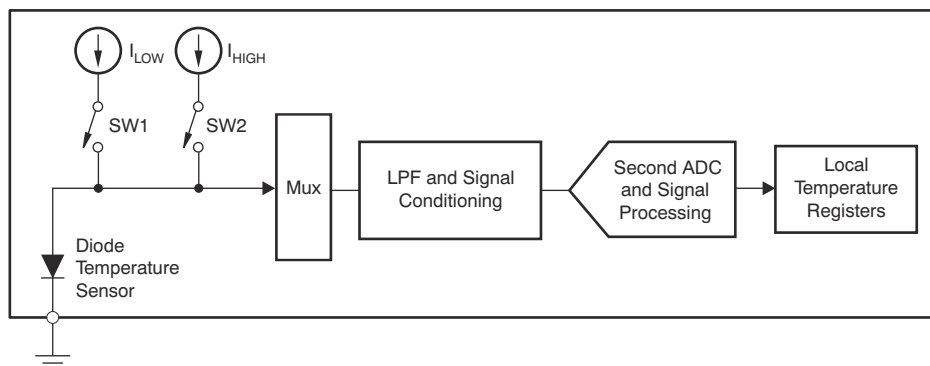 I_LOW
I_HIGH
SW1
SW2
Mux
LPF and Signal
Conditioning
Second ADC
and Signal
Processing
Local
Temperature
Registers
Diode
Temperature
Sensor